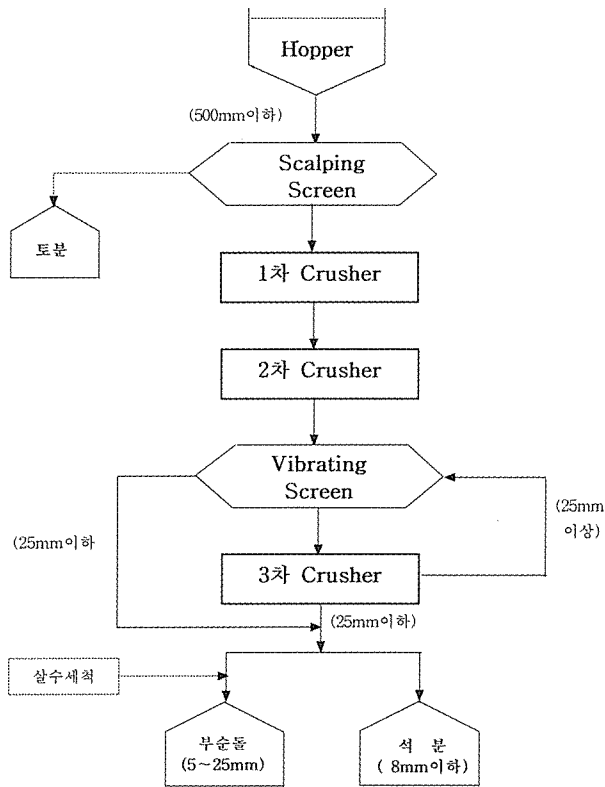 Hopper
(500mm이하)
Scalping
Screen
토분
1차 Crusher
2차 Crusher
Vibrating
Screen
(25mm
이상)
(25mm이하
3차 Crusher
(25mm이하)
살수세척
부순돌
(5~25mm)
석 분
( 8mm이하)